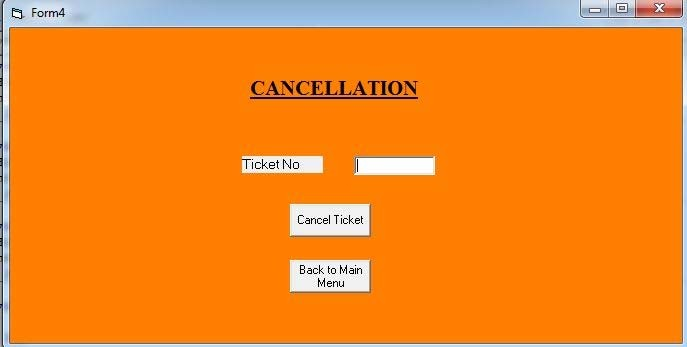 Form4
CANCELLATION
Ticket No
Cancel Ticket
Back to Main
Menu